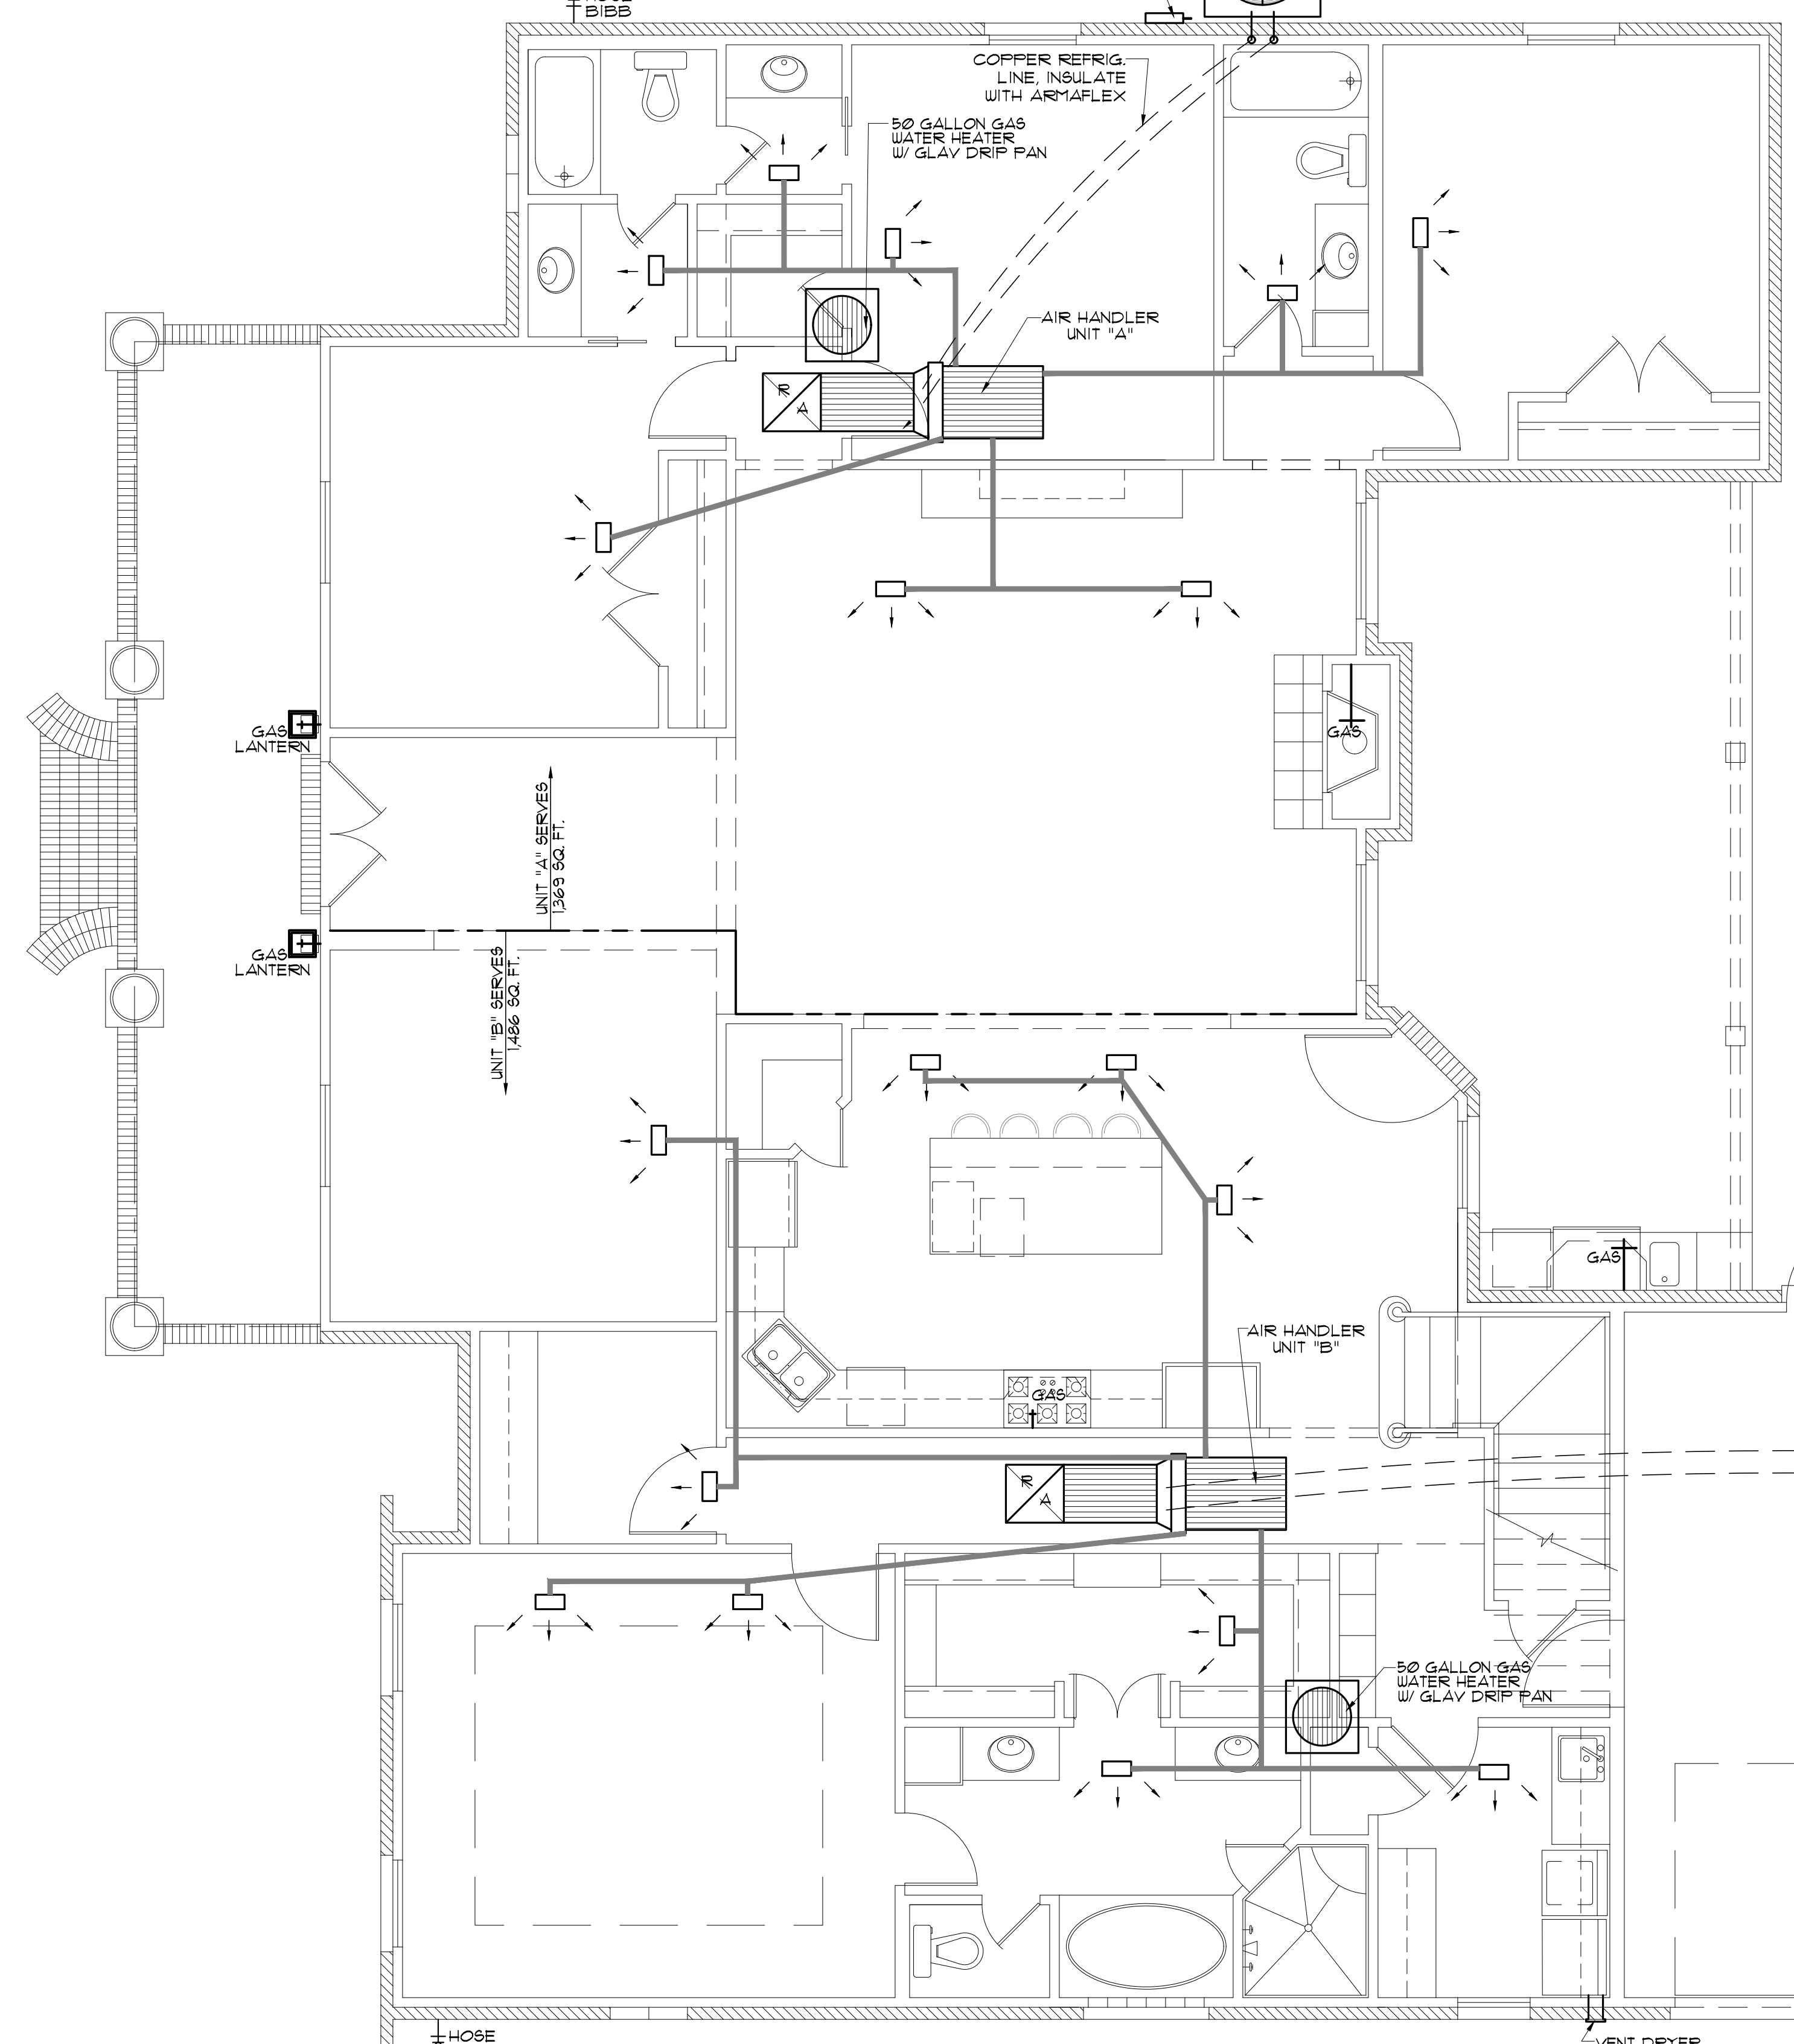 HOSE
BIBB
COPPER REFRIG.
LINE, INSULATE
WITH ARMAFLEX
50 GALLON GAS
WATER HEATER
W/ GLAV DRIP PAN
AIR HANDLER
UNIT "A"
R
A
GAS
LANTERN
GAS
UNIT "A" SERVES
1,369 SQ. FT.
GAS
LANTERN
UNIT "B" SERVES
1,486 SQ. FT.
GAS
AIR HANDLER
UNIT "B"
GAS
R
A
50 GALLON GAS
WATER HEATER
W/ GLAV DRIP PAN
HOSE
VENT DRYER